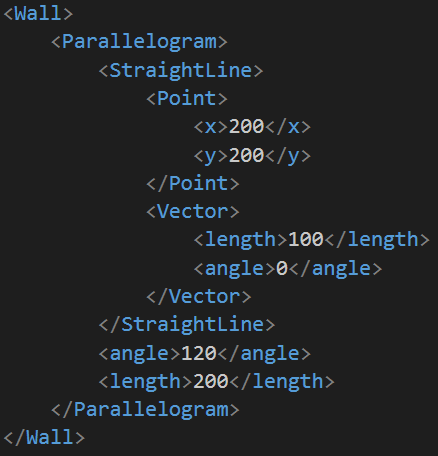 <Wall>
    <Parallelogram>
        <StraightLine>
            <Point>
                <x>200</x>
                <y>200</y>
            </Point>
            <Vector>
                <length>100</length>
                <angle>0</angle>
            </Vector>
        </StraightLine>
        <angle>120</angle>
        <length>200</length>
    </Parallelogram>
</Wall>